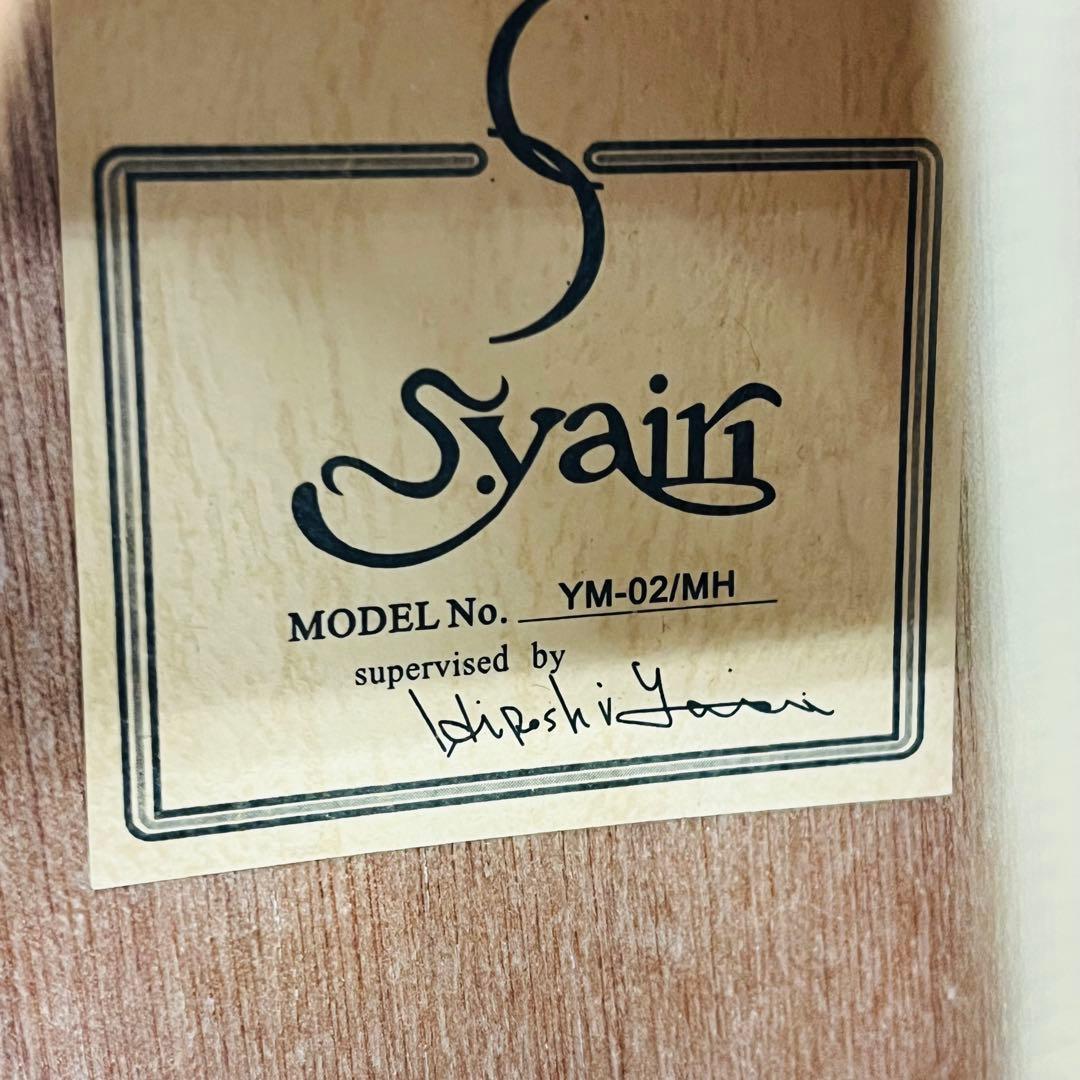 S
S.yairi
MODEL No. YM-02/MH
supervised by
Hiroshi Yairi